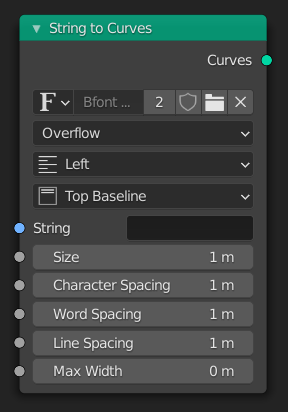 String to Curves
Curves
F Bfont ... 2
Overflow
Left
Top Baseline
String
Size 1 m
Character Spacing 1 m
Word Spacing 1 m
Line Spacing 1 m
Max Width 0 m